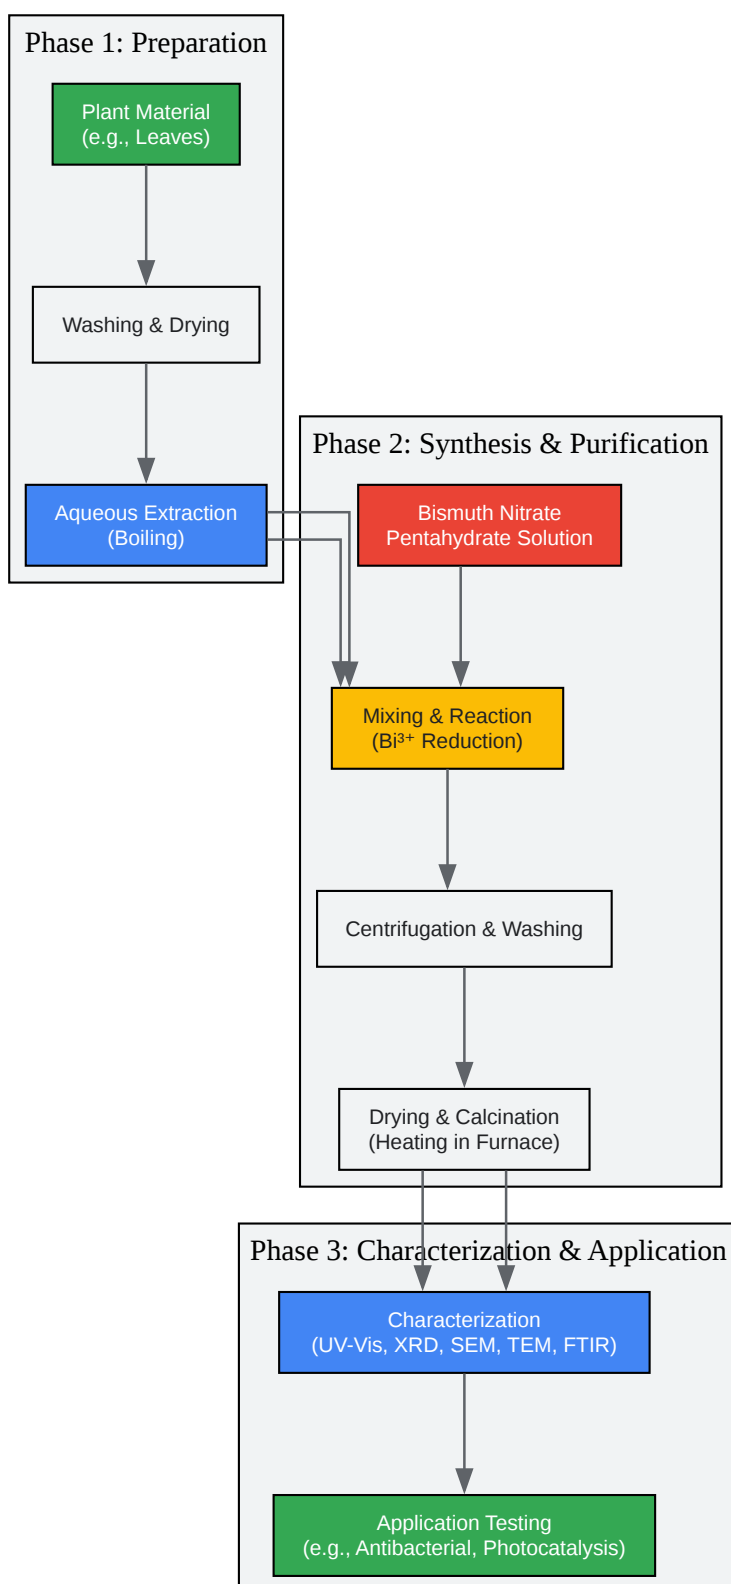 Phase 1: Preparation
Plant Material
(e.g., Leaves)
Washing & Drying
Aqueous Extraction
(Boiling)
Phase 2: Synthesis & Purification
Bismuth Nitrate
Pentahydrate Solution
Mixing & Reaction
(Bi³⁺ Reduction)
Centrifugation & Washing
Drying & Calcination
(Heating in Furnace)
Phase 3: Characterization & Application
Characterization
(UV-Vis, XRD, SEM, TEM, FTIR)
Application Testing
(e.g., Antibacterial, Photocatalysis)